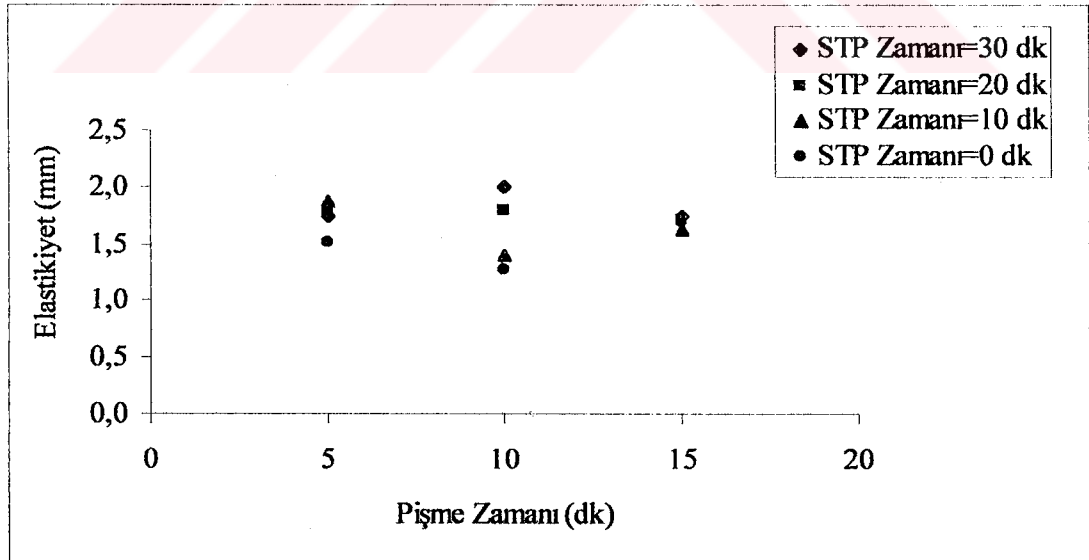 STP Zamanı=30 dk
STP Zamanı=20 dk
STP Zamanı=10 dk
STP Zamanı=0 dk
Elastikiyet (mm)
2,5
2,0
1,5
1,0
0,5
0,0
0 5 10 15 20
Pişme Zamanı (dk)